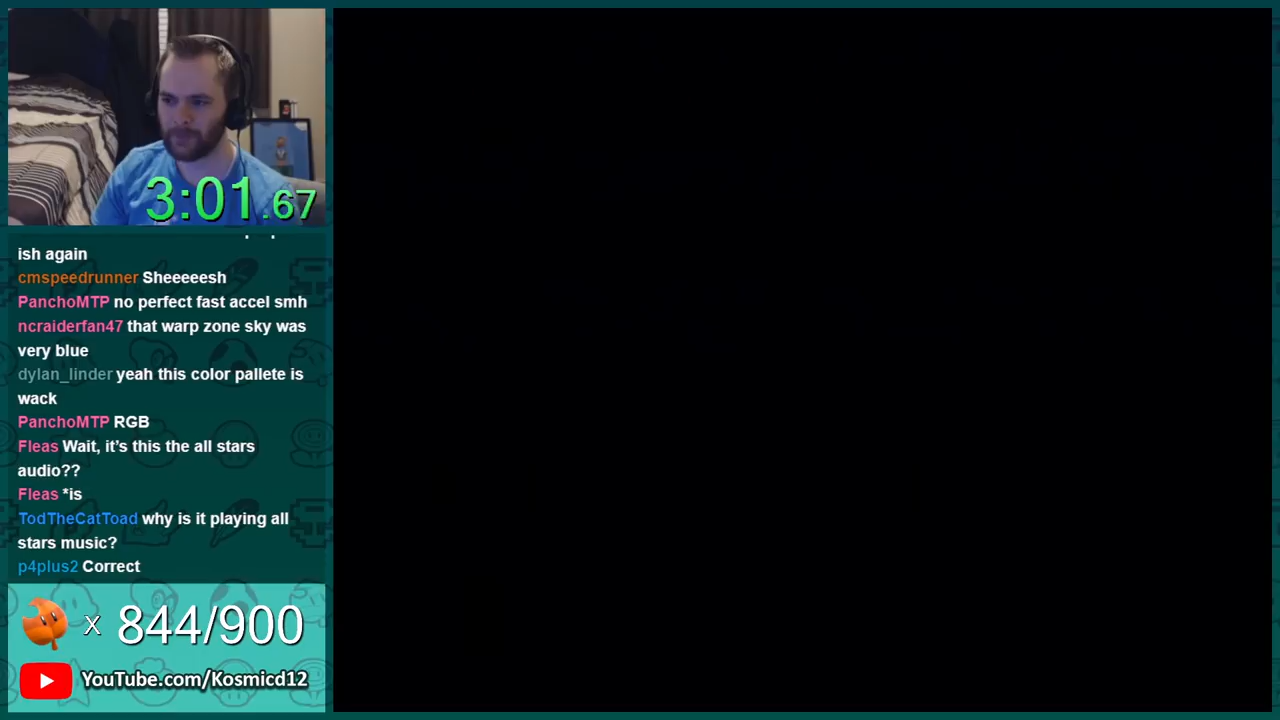 3:01.67
ish again
cmspeedrunner Sheeeeesh
PanchoMTP no perfect fast accel smh
ncraiderfan47 that warp zone sky was
very blue
dylan_linder yeah this color pallete is
wack
PanchoMTP RGB
Fleas Wait, it’s this the all stars
audio??
Fleas *is
TodTheCatToad why is it playing all
stars music?
p4plus2 Correct
x 844/900
YouTube.com/Kosmicd12